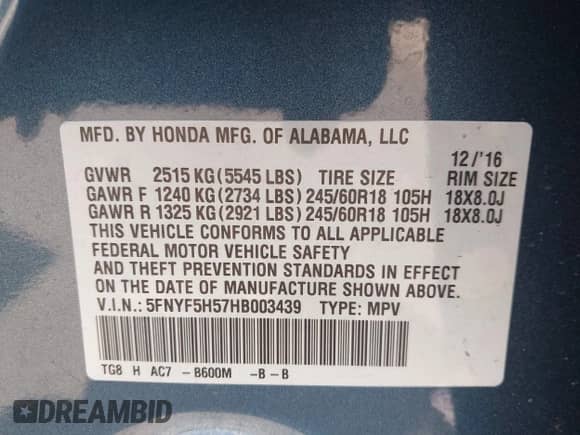 MFD. BY HONDA MFG. OF ALABAMA, LLC
12/'16
GVWR 2515 KG (5545 LBS) TIRE SIZE RIM SIZE
GAWR F 1240 KG (2734 LBS) 245/60R18 105H 18X8.0J
GAWR R 1325 KG (2921 LBS) 245/60R18 105H 18X8.0J
THIS VEHICLE CONFORMS TO ALL APPLICABLE
FEDERAL MOTOR VEHICLE SAFETY
AND THEFT PREVENTION STANDARDS IN EFFECT
ON THE DATE OF MANUFACTURE SHOWN ABOVE.
V.I.N.: 5FNYF5H57HB003439 TYPE: MPV
TG8 H AC7 - B600M -B - B
DREAMBID